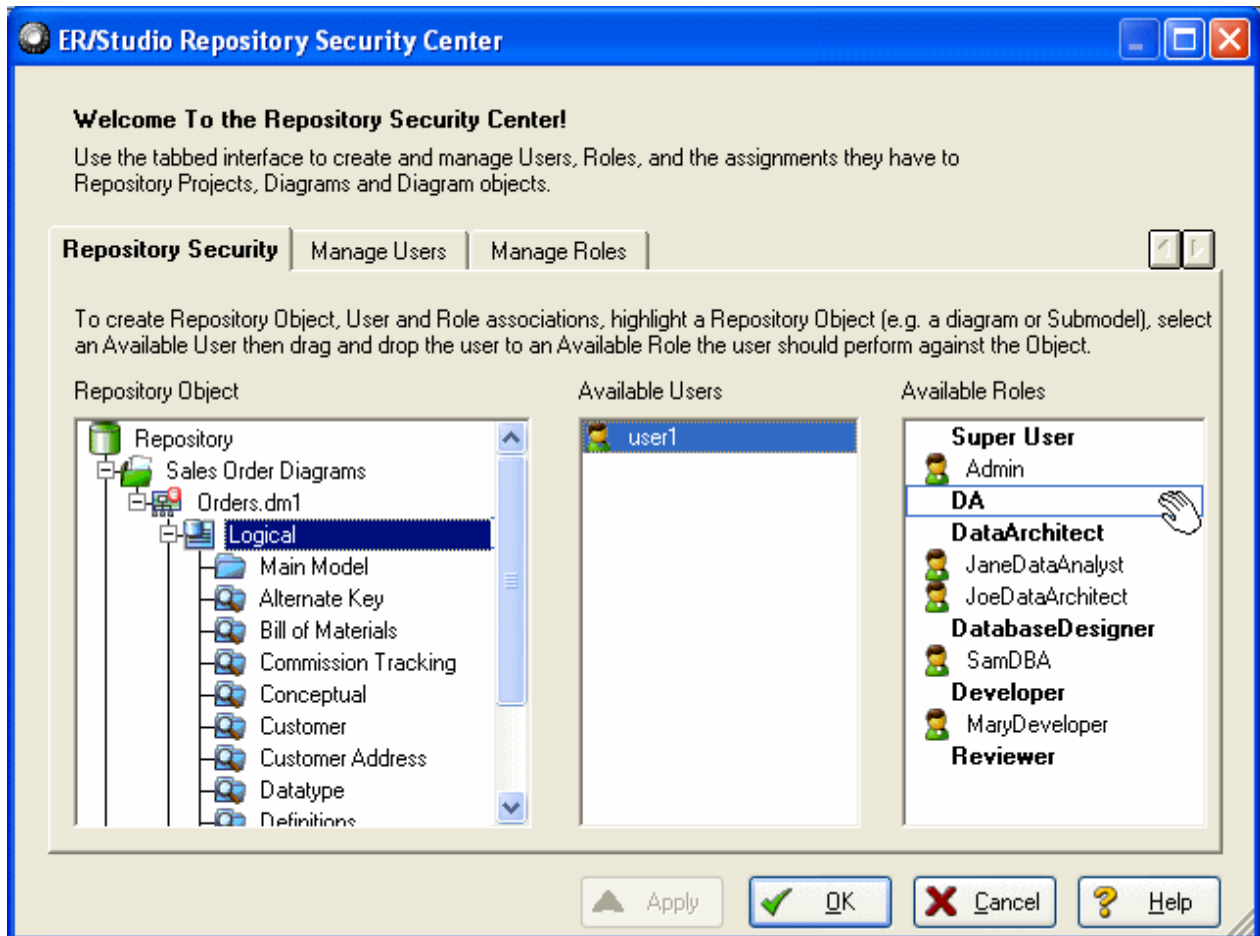 ER/Studio Repository Security Center
Welcome To the Repository Security Center!
Use the tabbed interface to create and manage Users, Roles, and the assignments they have to
Repository Projects, Diagrams and Diagram objects.
Repository Security
Manage Users
Manage Roles
To create Repository Object, User and Role associations, highlight a Repository Object (e.g. a diagram or Submodel), select
an Available User then drag and drop the user to an Available Role the user should perform against the Object.
Repository Object
Repository
Sales Order Diagrams
Orders.dm1
Logical
Main Model
Alternate Key
Bill of Materials
Commission Tracking
Conceptual
Customer
Customer Address
Datatype
Definitions
Available Users
user1
Available Roles
Super User
Admin
DA
DataArchitect
JaneDataAnalyst
JoeDataArchitect
DatabaseDesigner
SamDBA
Developer
MaryDeveloper
Reviewer
Apply
OK
Cancel
Help